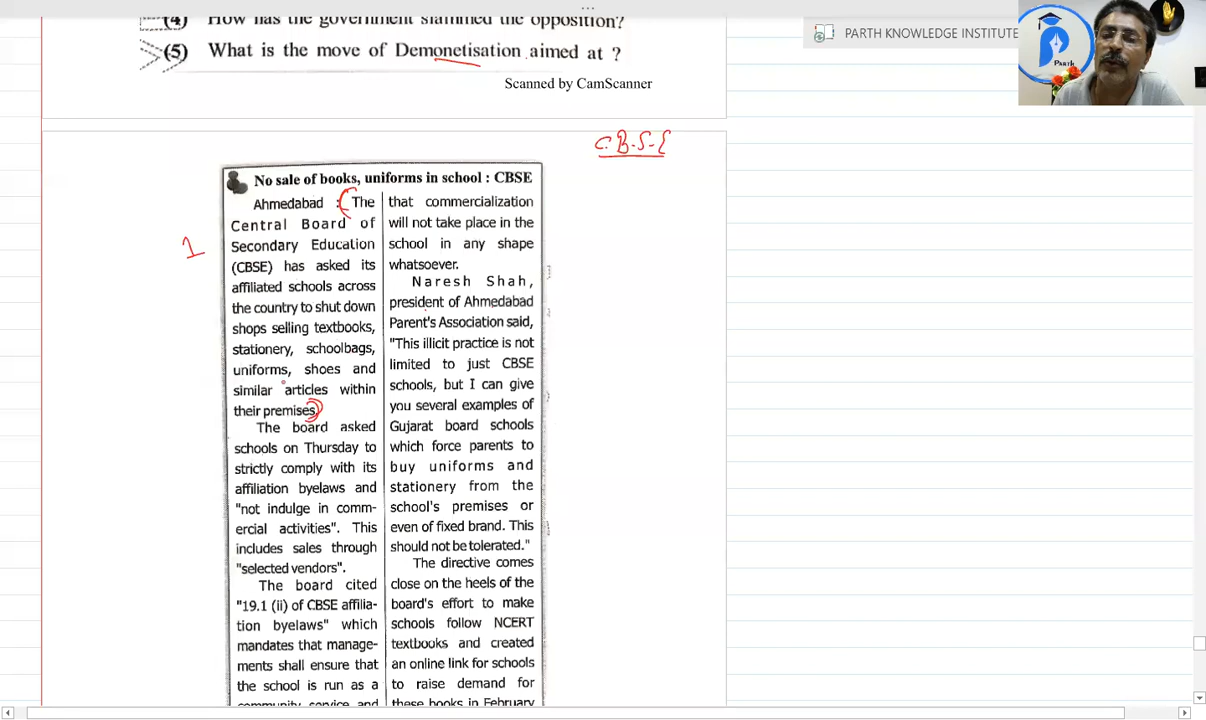 (4) How has the government slammed the opposition?
(5) What is the move of Demonetisation aimed at ?
Scanned by CamScanner
PARTH KNOWLEDGE INSTITUTE
Parth
C.B.S.E
1
No sale of books, uniforms in school : CBSE
Ahmedabad : The
Central Board of
Secondary Education
(CBSE) has asked its
affiliated schools across
the country to shut down
shops selling textbooks,
stationery, schoolbags,
uniforms, shoes and
similar articles within
their premises.
The board asked
schools on Thursday to
strictly comply with its
affiliation byelaws and
"not indulge in comm-
ercial activities". This
includes sales through
"selected vendors".
The board cited
"19.1 (ii) of CBSE affilia-
tion byelaws" which
mandates that manage-
ments shall ensure that
the school is run as a
community service and
that commercialization
will not take place in the
school in any shape
whatsoever.
Naresh Shah,
president of Ahmedabad
Parent's Association said,
"This illicit practice is not
limited to just CBSE
schools, but I can give
you several examples of
Gujarat board schools
which force parents to
buy uniforms and
stationery from the
school's premises or
even of fixed brand. This
should not be tolerated."
The directive comes
close on the heels of the
board's effort to make
schools follow NCERT
textbooks and created
an online link for schools
to raise demand for
these books in February